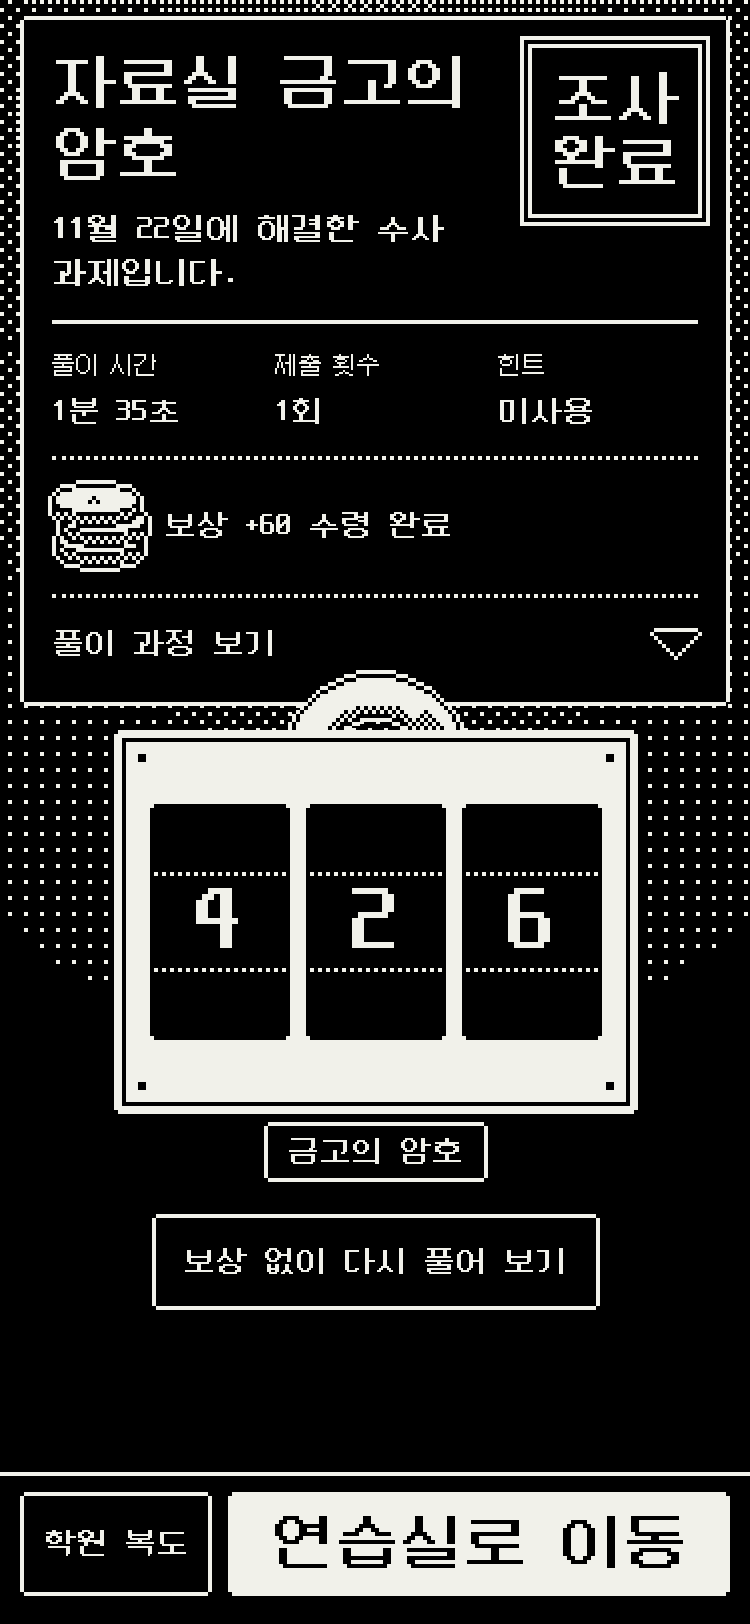 자료실 금고의
암호
조사
완료
11월 22일에 해결한 수사
과제입니다.
풀이 시간 제출 횟수 힌트
1분 35초 1회 미사용
보상 +60 수령 완료
풀이 과정 보기
4 2 6
금고의 암호
보상 없이 다시 풀어 보기
학원 복도 연습실로 이동